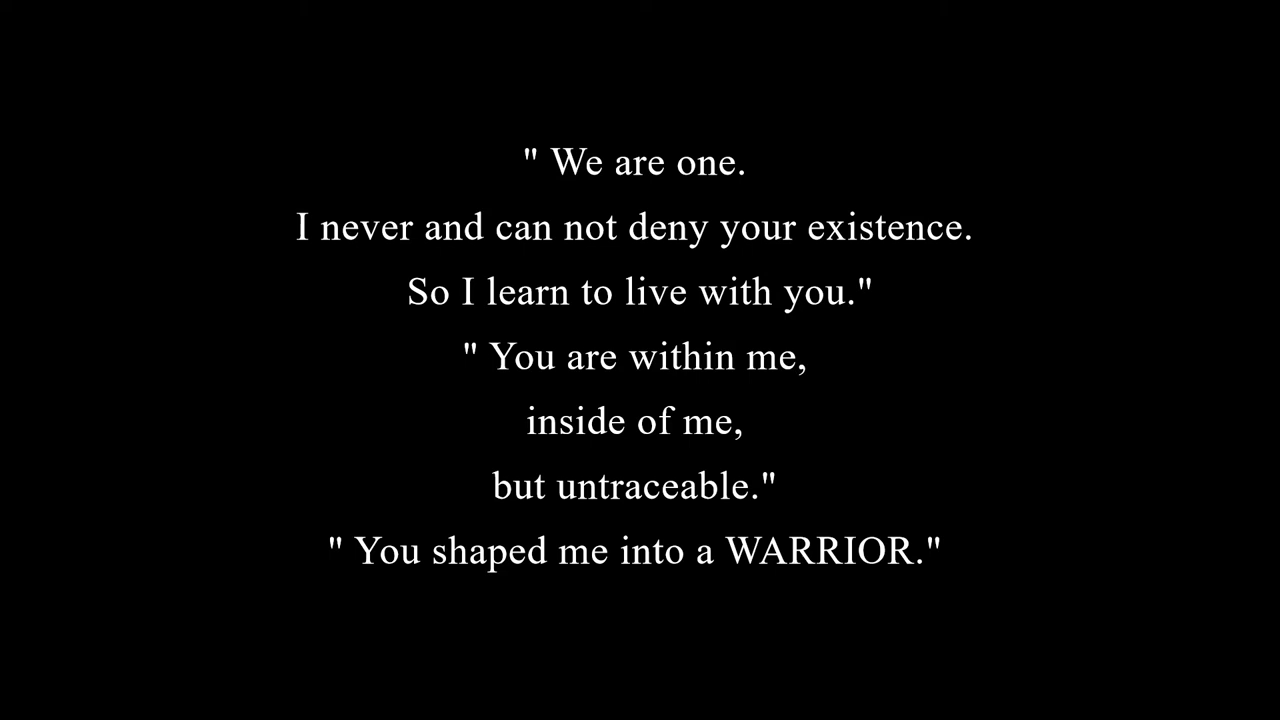 " We are one.
I never and can not deny your existence.
So I learn to live with you."
" You are within me,
inside of me,
but untraceable."
" You shaped me into a WARRIOR."